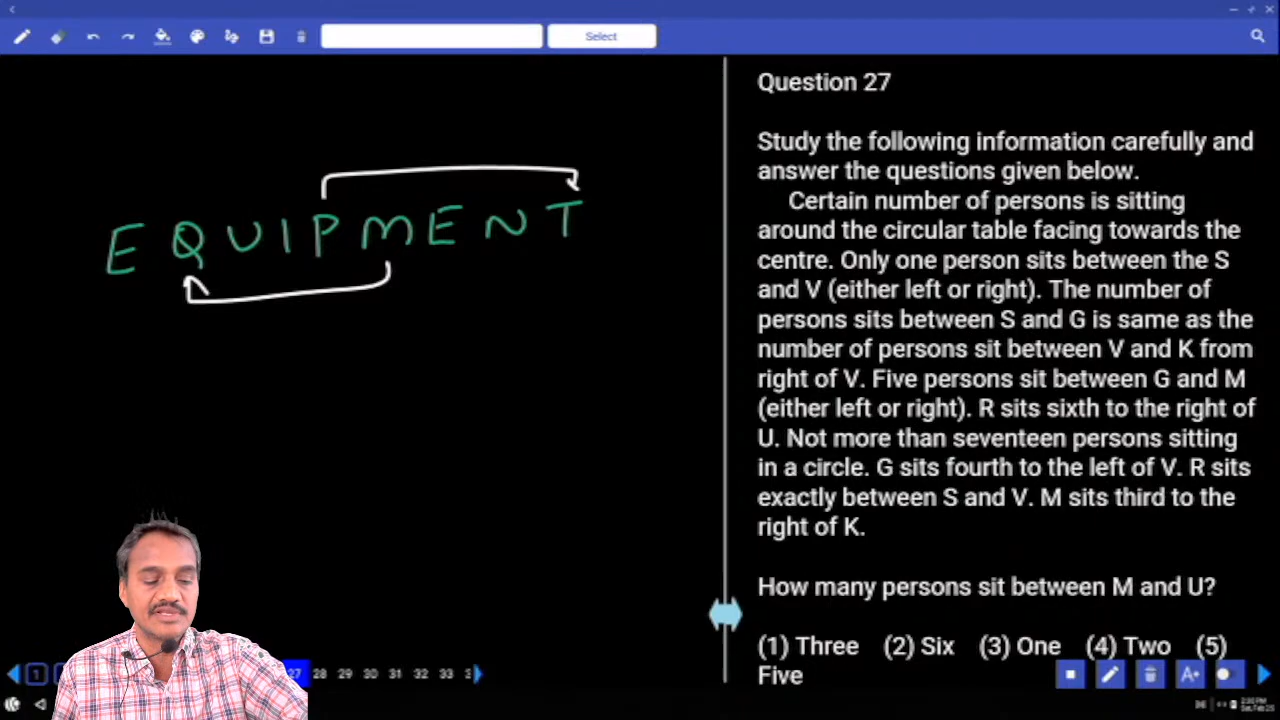 Select
EQUIPMENT
Question 27
Study the following information carefully and
answer the questions given below.
Certain number of persons is sitting
around the circular table facing towards the
centre. Only one person sits between the S
and V (either left or right). The number of
persons sits between S and G is same as the
number of persons sit between V and K from
right of V. Five persons sit between G and M
(either left or right). R sits sixth to the right of
U. Not more than seventeen persons sitting
in a circle. G sits fourth to the left of V. R sits
exactly between S and V. M sits third to the
right of K.
How many persons sit between M and U?
(1) Three (2) Six (3) One (4) Two (5)
Five
1 27 28 29 30 31 32 33
A+